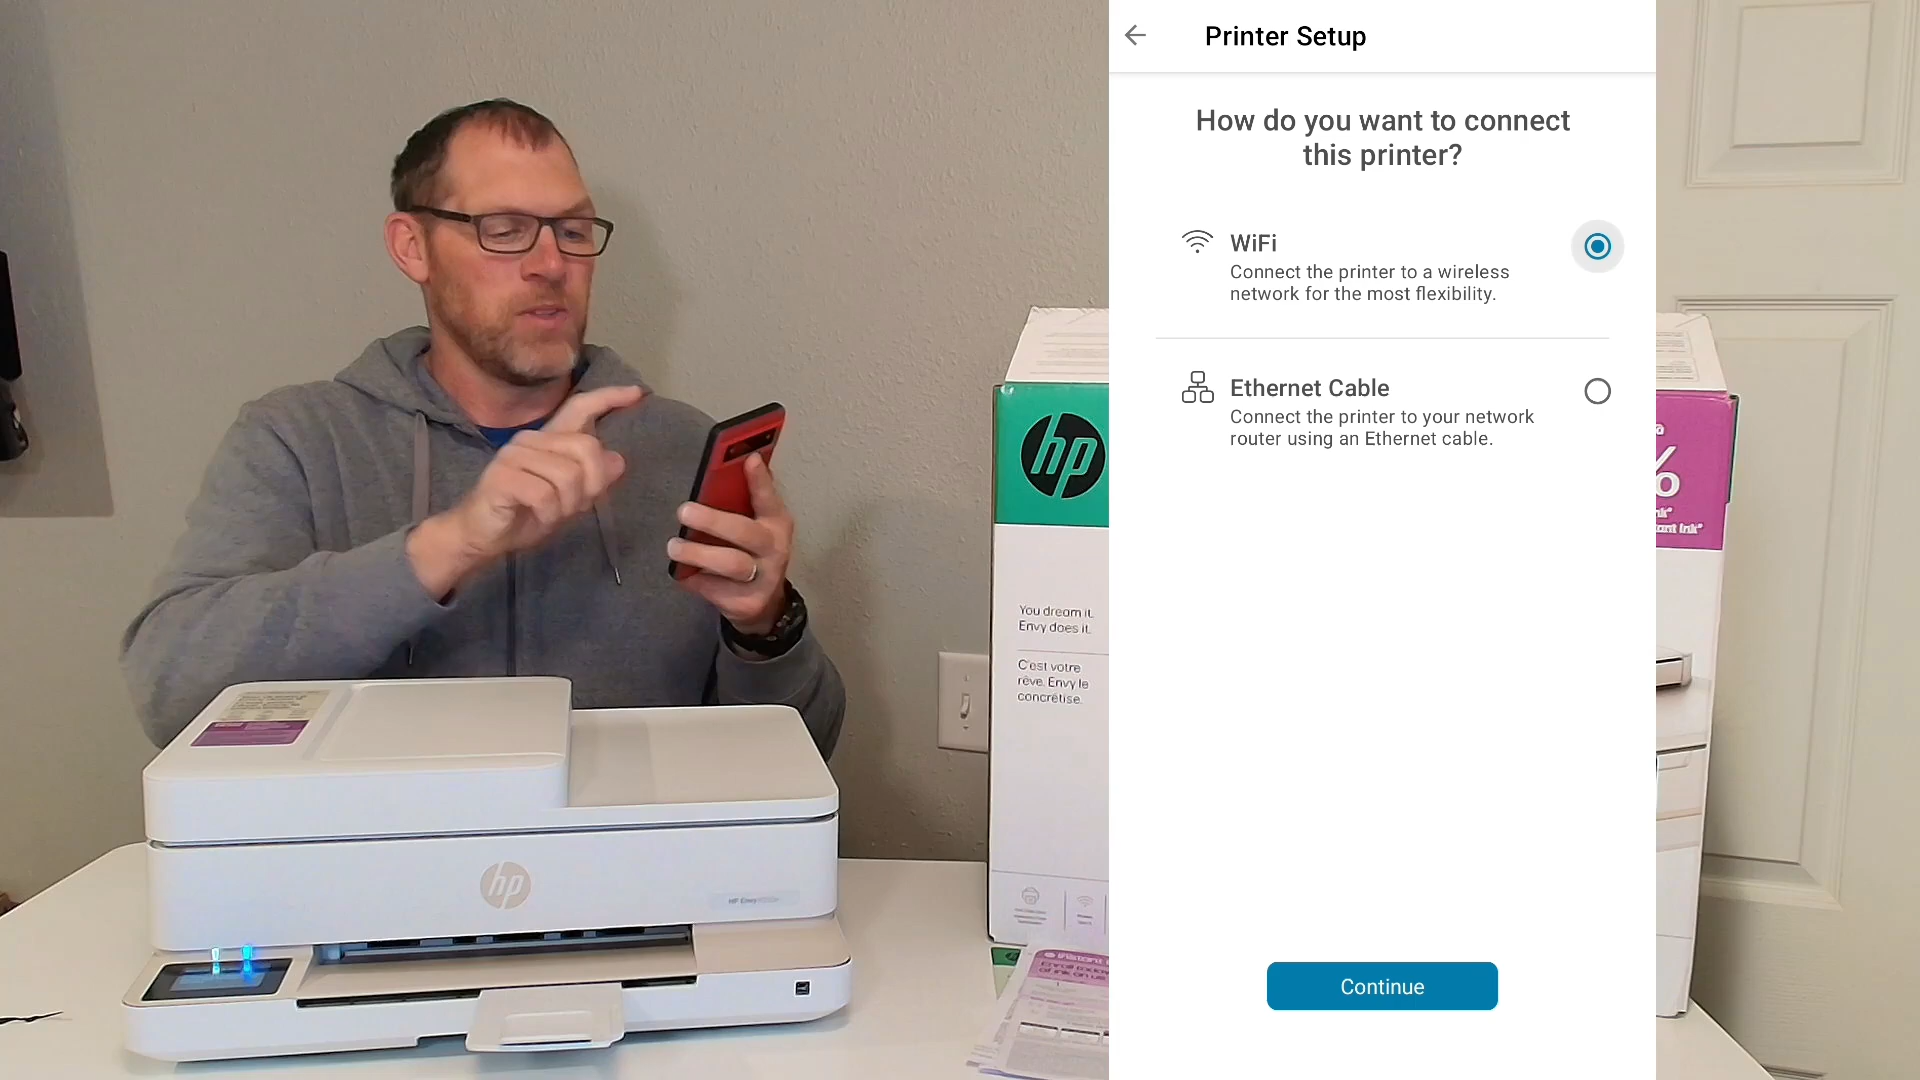 Printer Setup
How do you want to connect
this printer?
WiFi
Connect the printer to a wireless
network for the most flexibility.
Ethernet Cable
Connect the printer to your network
router using an Ethernet cable.
Continue
hp
You dream it.
Envy does it.
C'est votre
rêve. Envy le
concrétise.
%
hp
HP Envy